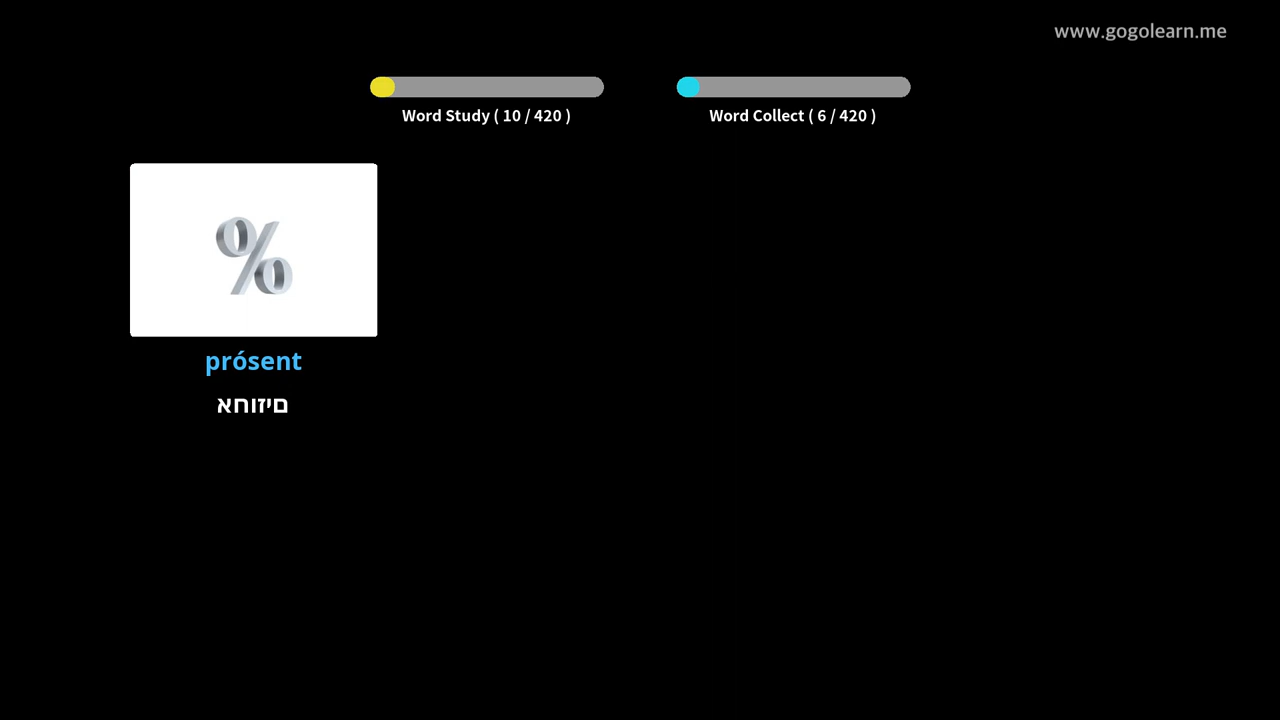 www.gogolearn.me
Word Study ( 10 / 420 )
Word Collect ( 6 / 420 )
%
prósent
אחוזים